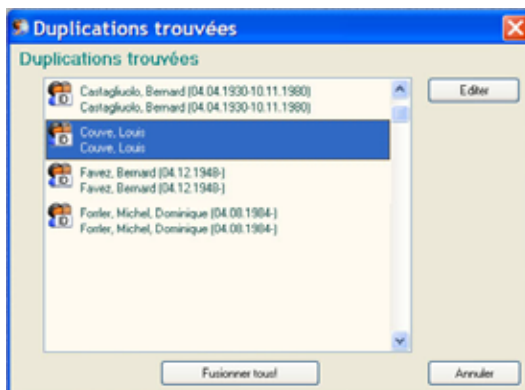 Duplications trouvées
Duplications trouvées
Castagliuolo, Bernard (04.04.1930-10.11.1980)
Castagliuolo, Bernard (04.04.1930-10.11.1980)
Editer
Couve, Louis
Couve, Louis
Favez, Bernard (04.12.1948-)
Favez, Bernard (04.12.1948-)
Forrler, Michel, Dominique (04.08.1984-)
Forrler, Michel, Dominique (04.08.1984-)
Fusionner tous!
Annuler